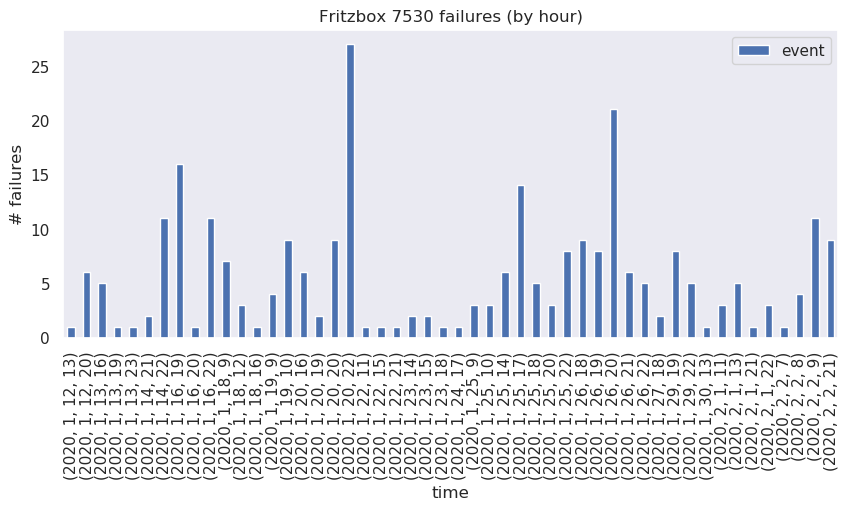 Fritzbox 7530 failures (by hour)
event
# failures
25
20
15
10
5
0
(2020, 1, 12, 13)
(2020, 1, 12, 20)
(2020, 1, 13, 16)
(2020, 1, 13, 19)
(2020, 1, 13, 23)
(2020, 1, 14, 21)
(2020, 1, 14, 22)
(2020, 1, 16, 19)
(2020, 1, 16, 20)
(2020, 1, 16, 22)
(2020, 1, 18, 9)
(2020, 1, 18, 12)
(2020, 1, 18, 16)
(2020, 1, 19, 9)
(2020, 1, 19, 10)
(2020, 1, 20, 16)
(2020, 1, 20, 19)
(2020, 1, 20, 20)
(2020, 1, 20, 22)
(2020, 1, 22, 11)
(2020, 1, 22, 15)
(2020, 1, 22, 21)
(2020, 1, 23, 14)
(2020, 1, 23, 15)
(2020, 1, 23, 18)
(2020, 1, 24, 17)
(2020, 1, 25, 9)
(2020, 1, 25, 10)
(2020, 1, 25, 14)
(2020, 1, 25, 17)
(2020, 1, 25, 18)
(2020, 1, 25, 20)
(2020, 1, 25, 22)
(2020, 1, 26, 18)
(2020, 1, 26, 19)
(2020, 1, 26, 20)
(2020, 1, 26, 21)
(2020, 1, 26, 22)
(2020, 1, 27, 18)
(2020, 1, 29, 19)
(2020, 1, 29, 22)
(2020, 1, 30, 13)
(2020, 2, 1, 11)
(2020, 2, 1, 13)
(2020, 2, 1, 21)
(2020, 2, 1, 22)
(2020, 2, 2, 7)
(2020, 2, 2, 8)
(2020, 2, 2, 9)
(2020, 2, 2, 21)
time